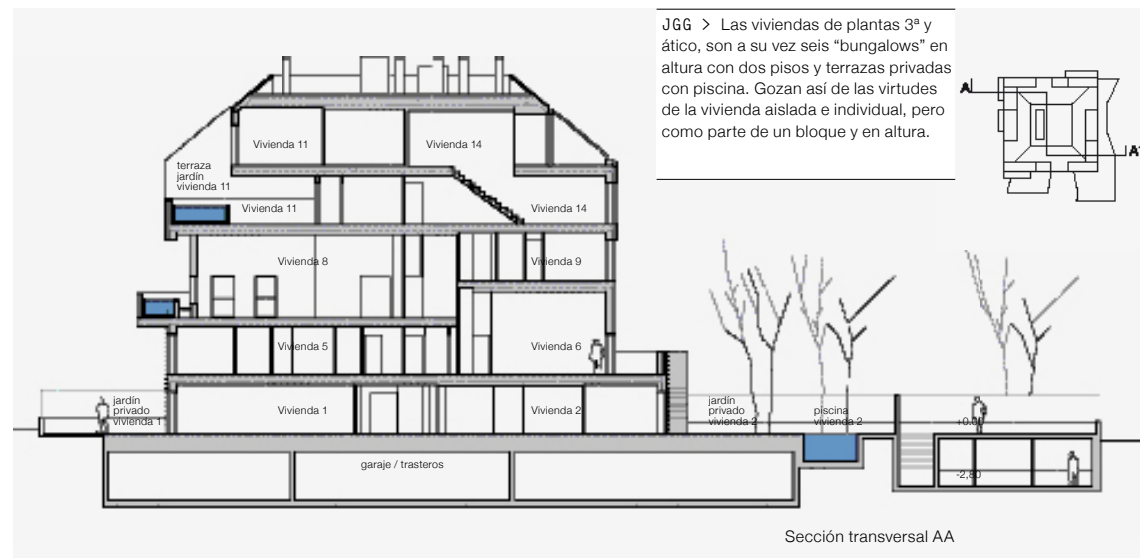 JGG > Las viviendas de plantas 3ª y
ático, son a su vez seis “bungalows” en
altura con dos pisos y terrazas privadas
con piscina. Gozan así de las virtudes
de la vivienda aislada e individual, pero
como parte de un bloque y en altura.
A
A'
Vivienda 11
Vivienda 14
terraza
jardín
vivienda 11
Vivienda 11
Vivienda 14
Vivienda 8
Vivienda 9
Vivienda 5
Vivienda 6
jardín
privado
vivienda 1
Vivienda 1
Vivienda 2
jardín
privado
vivienda 2
piscina
vivienda 2
+0.00
garaje / trasteros
-2,80
Sección transversal AA